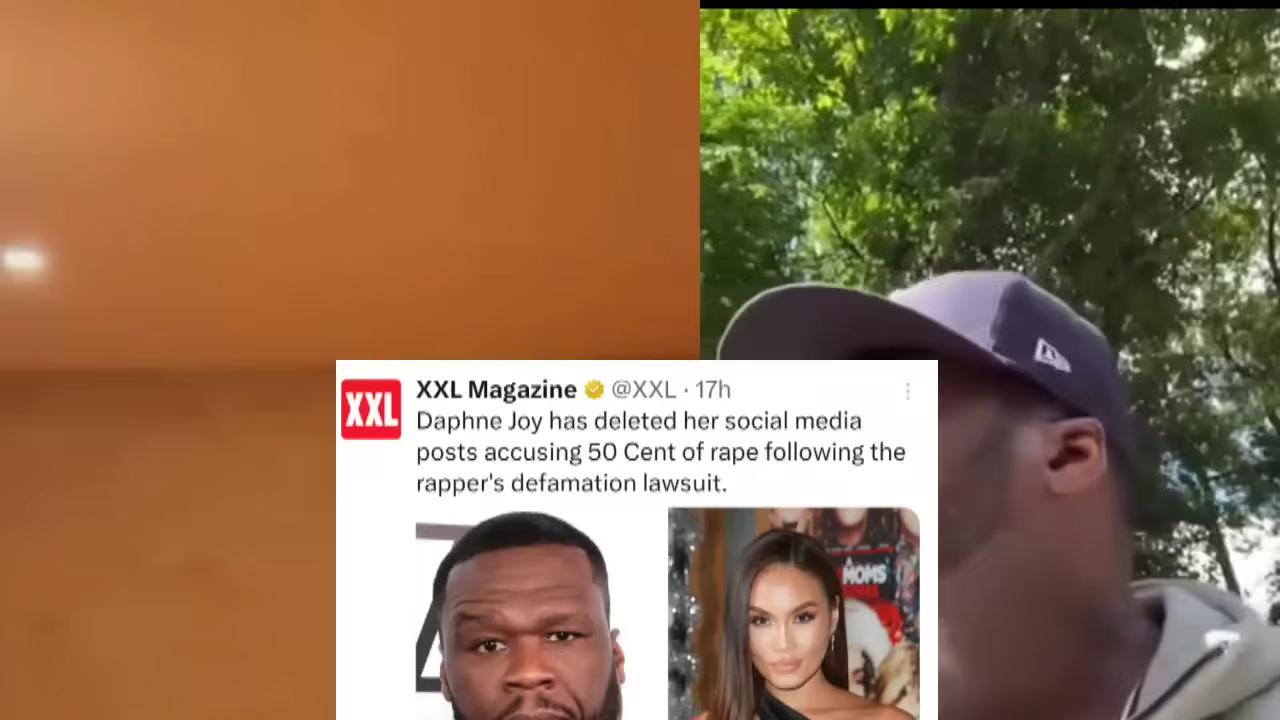 XXL
XXL Magazine @XXL · 17h
Daphne Joy has deleted her social media
posts accusing 50 Cent of rape following the
rapper's defamation lawsuit.
MOMS